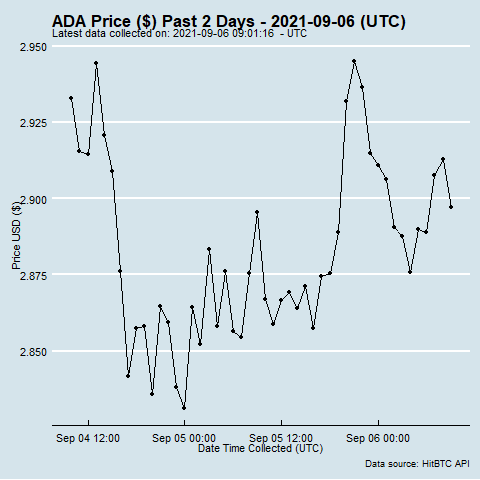 ADA Price ($) Past 2 Days - 2021-09-06 (UTC)
Latest data collected on: 2021-09-06 09:01:16  - UTC
2.950
2.925
2.900
2.875
2.850
Price USD ($)
Sep 04 12:00 Sep 05 00:00 Sep 05 12:00 Sep 06 00:00
Date Time Collected (UTC)
Data source: HitBTC API